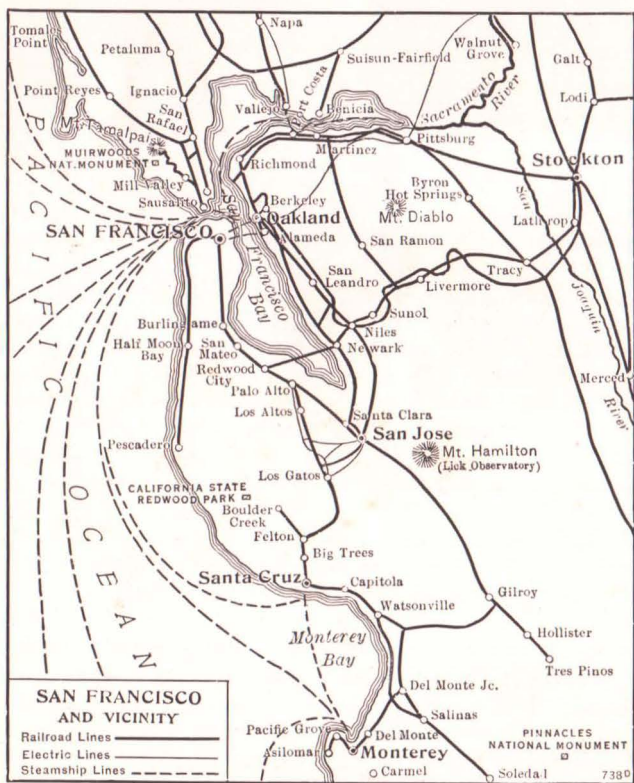 Tomales
Point
Napa
Petaluma
Suisun-Fairfield
Walnut
Grove
Galt
Point Reyes
Ignacio
Vallejo
Port Costa
Benicia
Sacramento
River
Lodi
San
Rafael
Mt. Tamalpais
Martinez
Pittsburg
MUIRWOODS
NAT. MONUMENT
Richmond
Stockton
Mill Valley
Byron
Hot Springs
San
Joaquin
River
Sausalito
Berkeley
Oakland
Mt. Diablo
Lathrop
SAN FRANCISCO
Alameda
San Ramon
San
Francisco
Bay
San
Leandro
Livermore
Tracy
Sunol
Burlingame
Niles
Half Moon
Bay
San
Mateo
Newark
Redwood
City
Merced
Palo Alto
Los Altos
Santa Clara
San Jose
Pescadero
Mt. Hamilton
(Lick Observatory)
Los Gatos
CALIFORNIA STATE
REDWOOD PARK
Boulder
Creek
Felton
Big Trees
Santa Cruz
Capitola
Gilroy
Watsonville
Hollister
Monterey
Bay
Tres Pinos
Del Monte Jc.
Salinas
Pacific Grove
Del Monte
PINNACLES
NATIONAL MONUMENT
Asilomar
Monterey
Carmel
Soledad
7380
PACIFIC
OCEAN
SAN FRANCISCO
AND VICINITY
Railroad Lines
Electric Lines
Steamship Lines